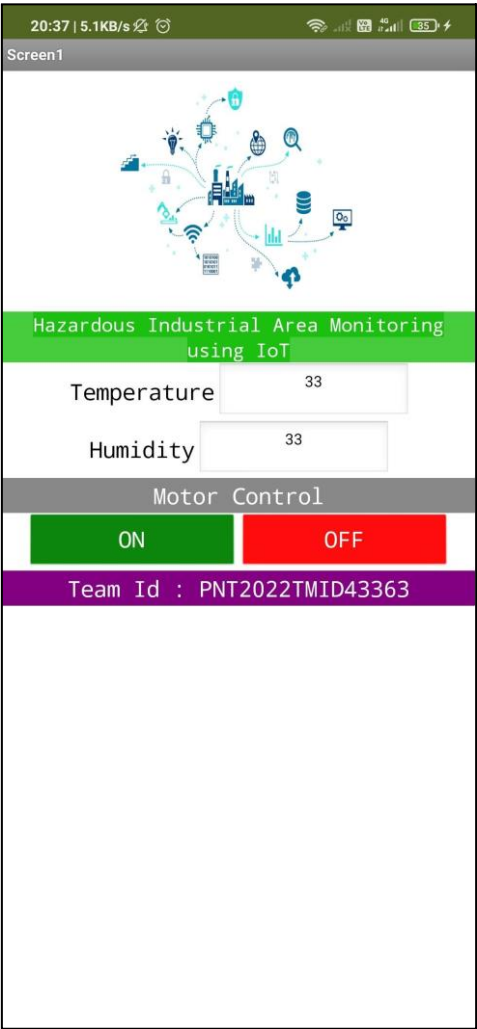 20:37 | 5.1KB/s
4G
35
Screen1
Hazardous Industrial Area Monitoring
using IoT
Temperature 33
Humidity 33
Motor Control
ON OFF
Team Id : PNT2022TMID43363